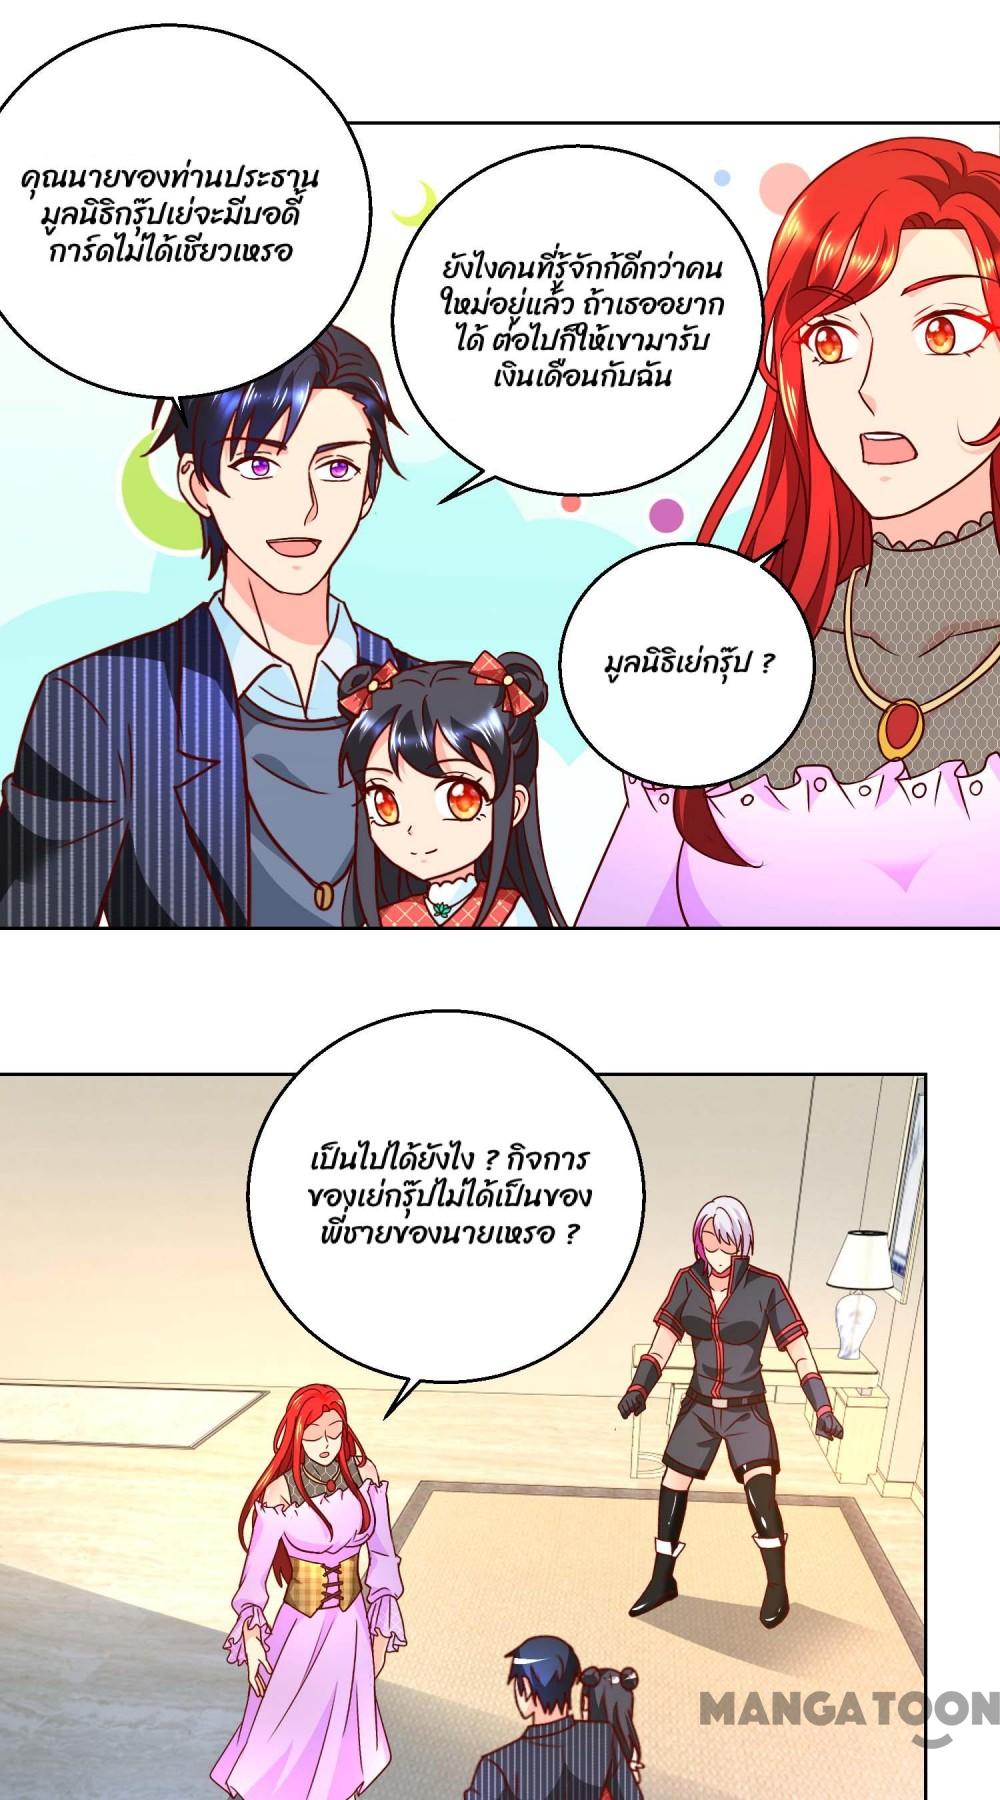 คุณนายของท่านประธาน
มูลนิธิกรุ๊ปเย่จะมีบอดี้
การ์ดไม่ได้เชียวเหรอ
ยังไงคนที่รู้จักก้ดีกว่าคน
ใหม่อยู่แล้ว ถ้าเธออยาก
ได้ ต่อไปก็ให้เขามารับ
เงินเดือนกับฉัน
มูลนิธิเย่กรุ๊ป ?
เป็นไปได้ยังไง ? กิจการ
ของเย่กรุ๊ปไม่ได้เป็นของ
พี่ชายของนายเหรอ ?
MANGATOON